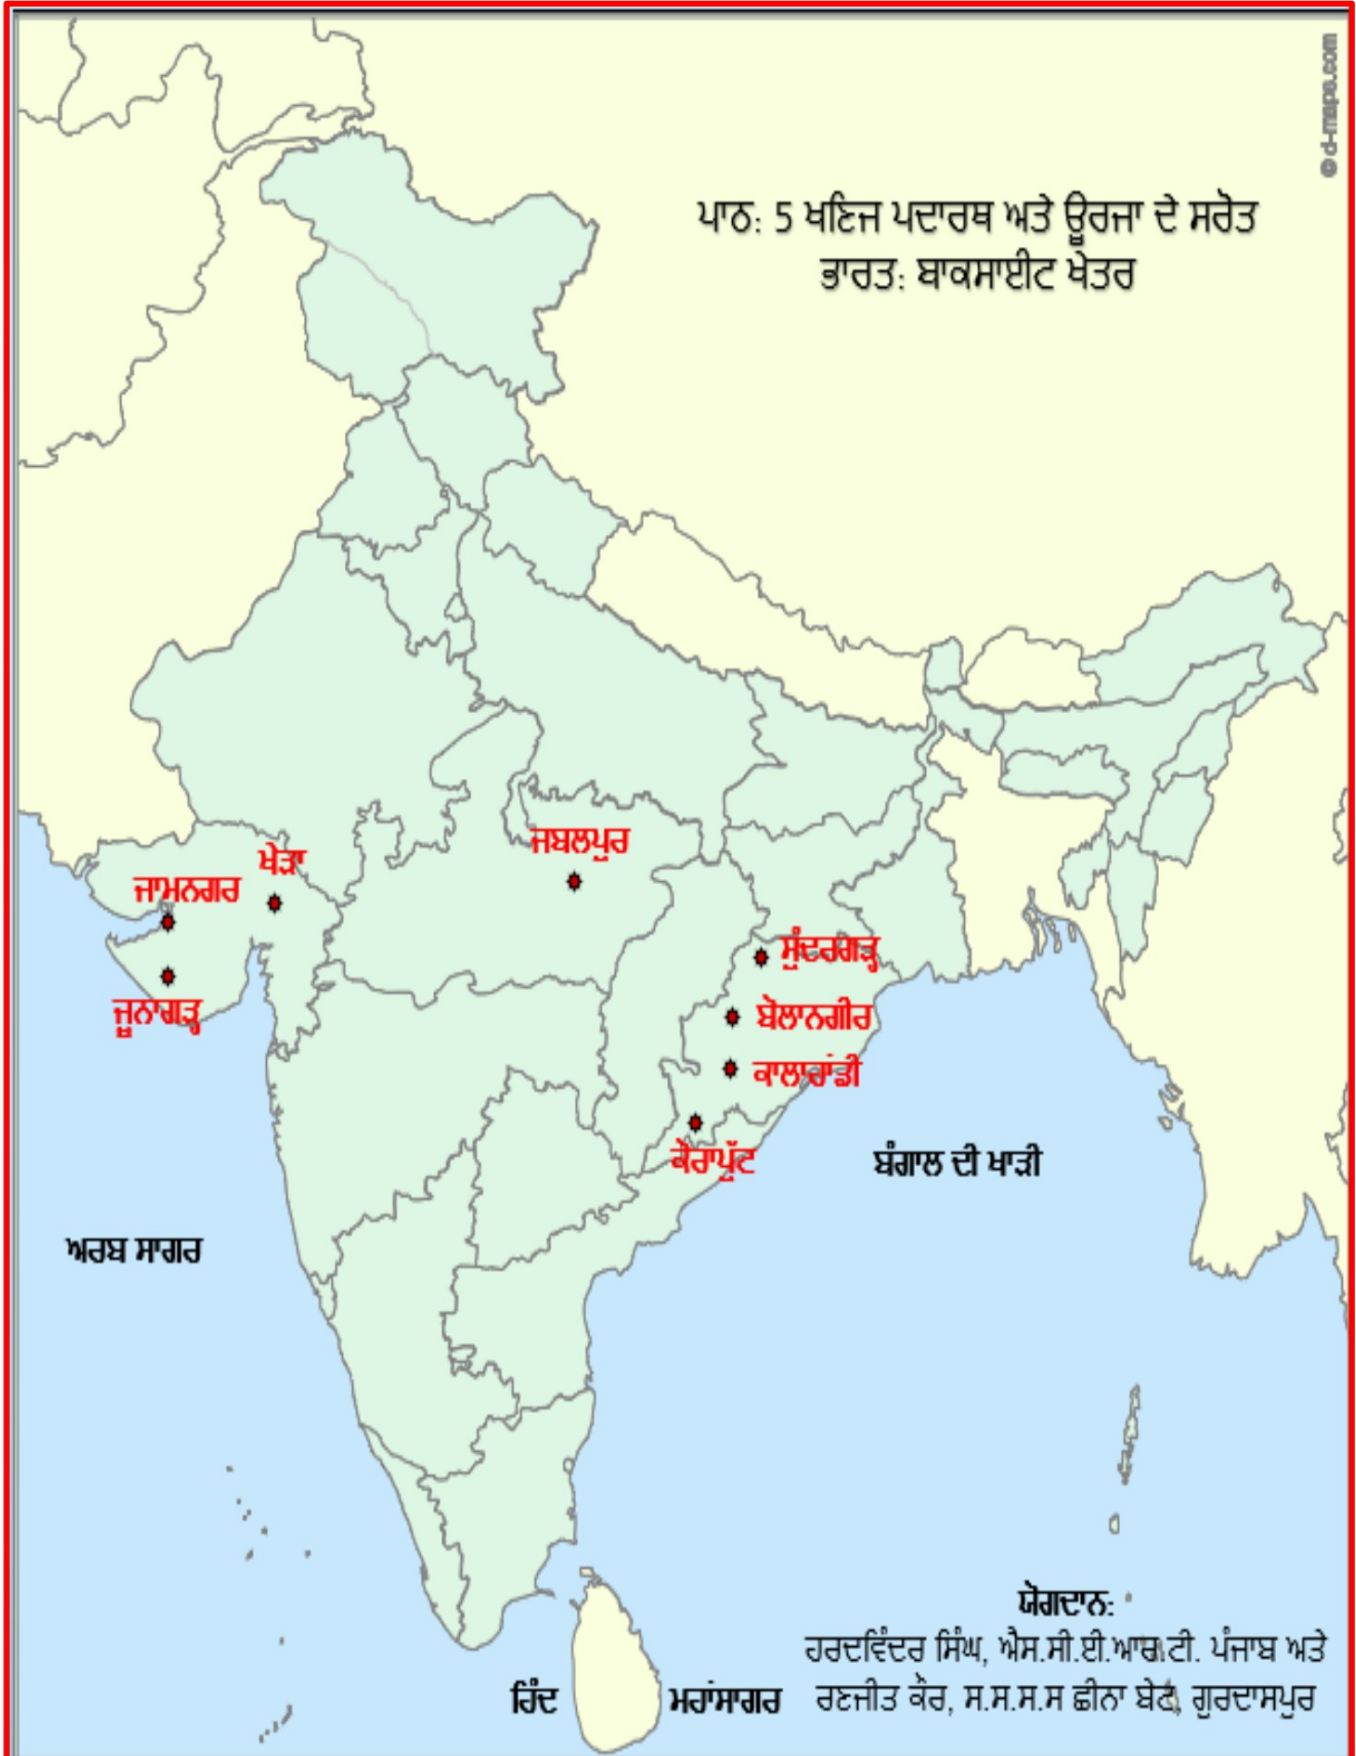 © d-maps.com
ਪਾਠ: 5 ਖਣਿਜ ਪਦਾਰਥ ਅਤੇ ਊਰਜਾ ਦੇ ਸਰੋਤ
ਭਾਰਤ: ਬਾਕਸਾਈਟ ਖੇਤਰ
ਜਬਲਪੁਰ
ਖੇੜਾ
ਜਾਮਨਗਰ
ਜੂਨਾਗੜ੍ਹ
ਸੁੰਦਰਗੜ੍ਹ
ਬੋਲਾਨਗੀਰ
ਕਾਲਾਹਾਂਡੀ
ਕੋਰਾਪੁੱਟ
ਬੰਗਾਲ ਦੀ ਖਾੜੀ
ਅਰਬ ਸਾਗਰ
ਹਿੰਦ ਮਹਾਂਸਾਗਰ
ਯੋਗਦਾਨ:
ਹਰਦਵਿੰਦਰ ਸਿੰਘ, ਐਸ.ਸੀ.ਈ.ਆਰ.ਟੀ. ਪੰਜਾਬ ਅਤੇ
ਰਣਜੀਤ ਕੌਰ, ਸ.ਸ.ਸ.ਸ ਛੀਨਾ ਬੇਟ, ਗੁਰਦਾਸਪੁਰ